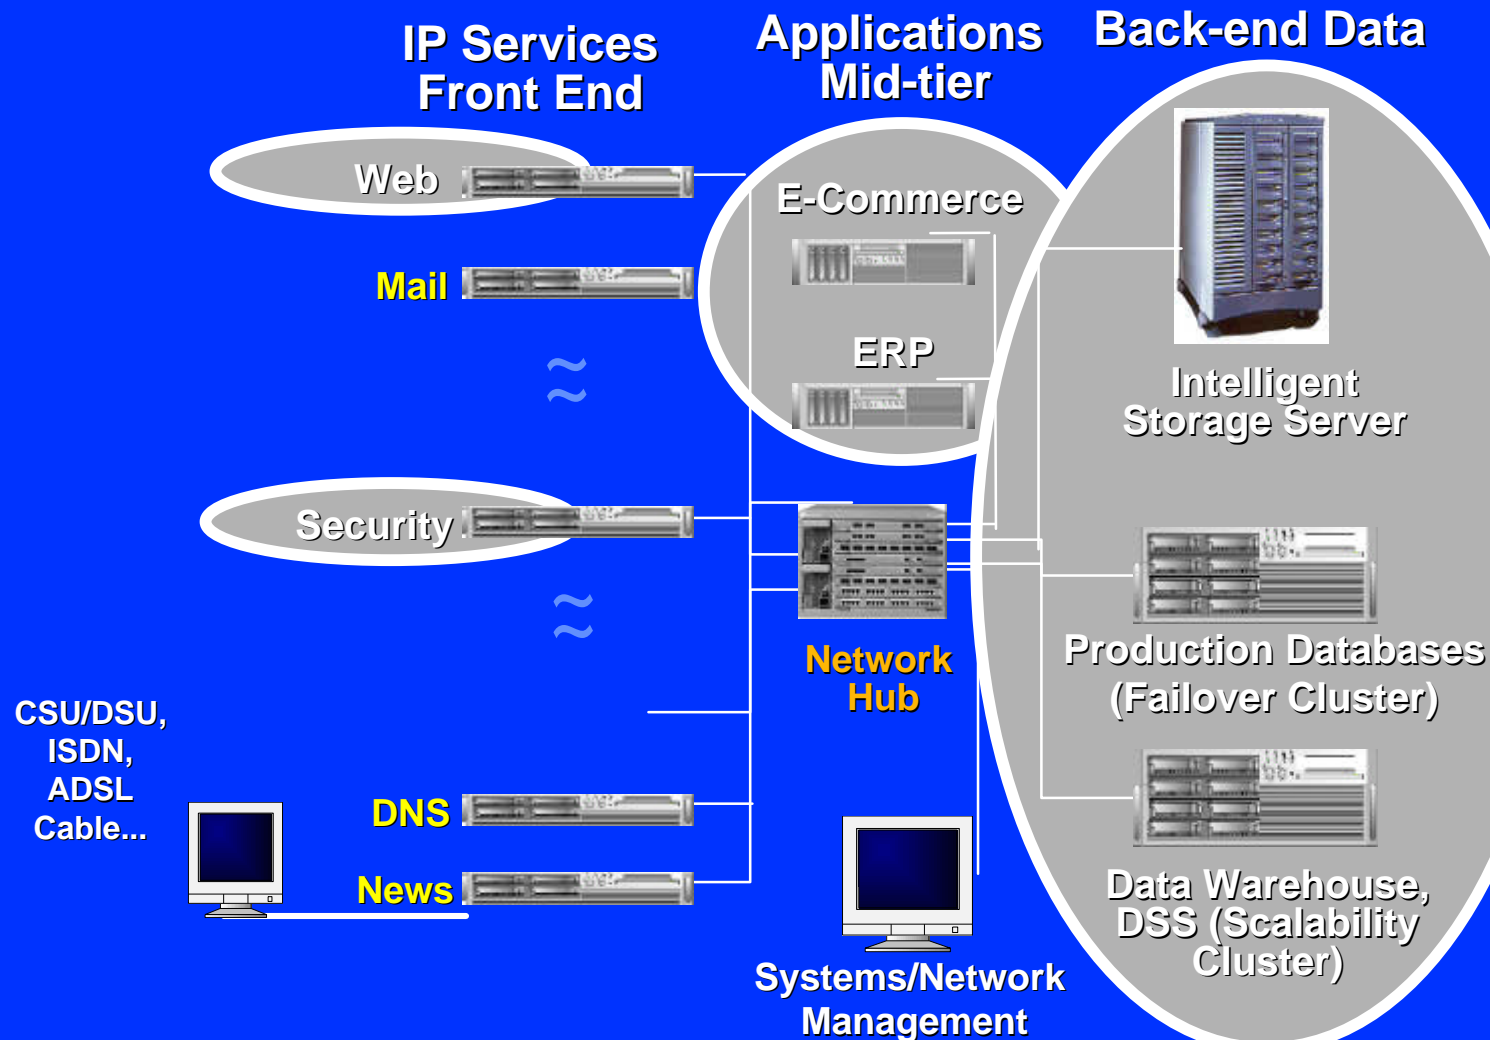 IP Services
Front End
Applications
Mid-tier
Back-end Data
Web
Mail
≈
Security
≈
DNS
News
CSU/DSU,
ISDN,
ADSL
Cable...
E-Commerce
ERP
Network
Hub
Systems/Network
Management
Intelligent
Storage Server
Production Databases
(Failover Cluster)
Data Warehouse,
DSS (Scalability
Cluster)